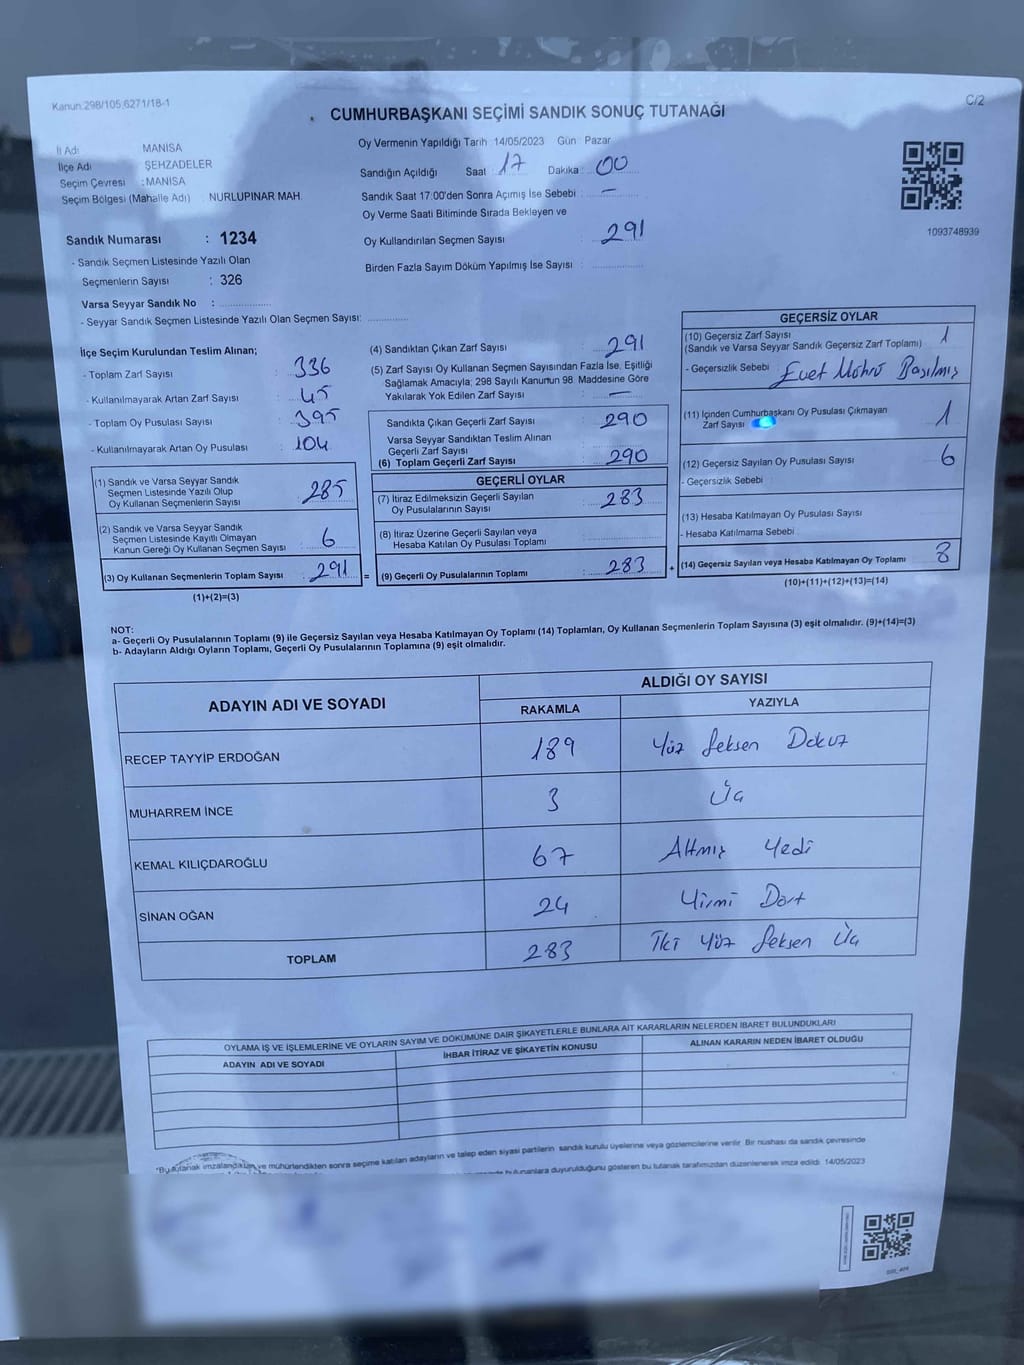 Kanun:298/105,6271/18-1
C/2
CUMHURBAŞKANI SEÇİMİ SANDIK SONUÇ TUTANAĞI
İl Adı MANİSA
İlçe Adı ŞEHZADELER
Seçim Çevresi :MANİSA
Seçim Bölgesi (Mahalle Adı) NURLUPINAR MAH.
Oy Vermenin Yapıldığı Tarih 14/05/2023 Gün Pazar
Sandığın Açıldığı Saat : 17 Dakika : 00
Sandık Saat 17:00'den Sonra Açımış İse Sebebi : —
Oy Verme Saati Bitiminde Sırada Bekleyen ve
Oy Kullandırılan Seçmen Sayısı : 291
Birden Fazla Sayım Döküm Yapılmış İse Sayısı :
1093748939
Sandık Numarası : 1234
- Sandık Seçmen Listesinde Yazılı Olan
Seçmenlerin Sayısı : 326
Varsa Seyyar Sandık No :
- Seyyar Sandık Seçmen Listesinde Yazılı Olan Seçmen Sayısı:
İlçe Seçim Kurulundan Teslim Alınan;
- Toplam Zarf Sayısı : 336
- Kullanılmayarak Artan Zarf Sayısı : 45
- Toplam Oy Pusulası Sayısı : 395
- Kullanılmayarak Artan Oy Pusulası : 104
(1) Sandık ve Varsa Seyyar Sandık
Seçmen Listesinde Yazılı Olup
Oy Kullanan Seçmenlerin Sayısı : 285
(2) Sandık ve Varsa Seyyar Sandık
Seçmen Listesinde Kayıtlı Olmayan
Kanun Gereği Oy Kullanan Seçmen Sayısı : 6
(3) Oy Kullanan Seçmenlerin Toplam Sayısı : 291
(1)+(2)=(3)
(4) Sandıktan Çıkan Zarf Sayısı : 291
(5) Zarf Sayısı Oy Kullanan Seçmen Sayısından Fazla İse, Eşitliği
Sağlamak Amacıyla; 298 Sayılı Kanunun 98. Maddesine Göre
Yakılarak Yok Edilen Zarf Sayısı : —
Sandıkta Çıkan Geçerli Zarf Sayısı : 290
Varsa Seyyar Sandıktan Teslim Alınan
Geçerli Zarf Sayısı
(6) Toplam Geçerli Zarf Sayısı : 290
GEÇERLİ OYLAR
(7) İtiraz Edilmeksizin Geçerli Sayılan
Oy Pusulalarının Sayısı : 283
(8) İtiraz Üzerine Geçerli Sayılan veya
Hesaba Katılan Oy Pusulası Toplamı
= (9) Geçerli Oy Pusulalarının Toplamı : 283 +
GEÇERSİZ OYLAR
(10) Geçersiz Zarf Sayısı : 1
(Sandık ve Varsa Seyyar Sandık Geçersiz Zarf Toplamı)
- Geçersizlik Sebebi : Evet Mührü Basılmış
(11) İçinden Cumhurbaşkanı Oy Pusulası Çıkmayan
Zarf Sayısı 1
(12) Geçersiz Sayılan Oy Pusulası Sayısı : 6
- Geçersizlik Sebebi :
(13) Hesaba Katılmayan Oy Pusulası Sayısı
- Hesaba Katılmama Sebebi
(14) Geçersiz Sayılan veya Hesaba Katılmayan Oy Toplamı 8
(10)+(11)+(12)+(13)=(14)
NOT:
a- Geçerli Oy Pusulalarının Toplamı (9) ile Geçersiz Sayılan veya Hesaba Katılmayan Oy Toplamı (14) Toplamları, Oy Kullanan Seçmenlerin Toplam Sayısına (3) eşit olmalıdır. (9)+(14)=(3)
b- Adayların Aldığı Oyların Toplamı, Geçerli Oy Pusulalarının Toplamına (9) eşit olmalıdır.
ADAYIN ADI VE SOYADI
ALDIĞI OY SAYISI
RAKAMLA YAZIYLA
RECEP TAYYİP ERDOĞAN 189 Yüz Seksen Dokuz
MUHARREM İNCE 3 Üç
KEMAL KILIÇDAROĞLU 67 Altmış Yedi
SİNAN OĞAN 24 Yirmi Dört
TOPLAM 283 İki Yüz Seksen Üç
OYLAMA İŞ VE İŞLEMLERİNE VE OYLARIN SAYIM VE DÖKÜMÜNE DAİR ŞİKAYETLERLE BUNLARA AİT KARARLARIN NELERDEN İBARET BULUNDUKLARI
ADAYIN ADI VE SOYADI İHBAR İTİRAZ VE ŞİKAYETİN KONUSU ALINAN KARARIN NEDEN İBARET OLDUĞU
*Bu tutanak imzalandıktan ve mühürlendikten sonra seçime katılan adayların ve talep eden siyasi partilerin sandık kurulu üyelerine veya gözlemcilerine verilir. Bir nüshası da sandık çevresinde
bulunanlara duyurulduğunu gösteren bu tutanak tarafımızdan düzenlenerek imza edildi. 14/05/2023